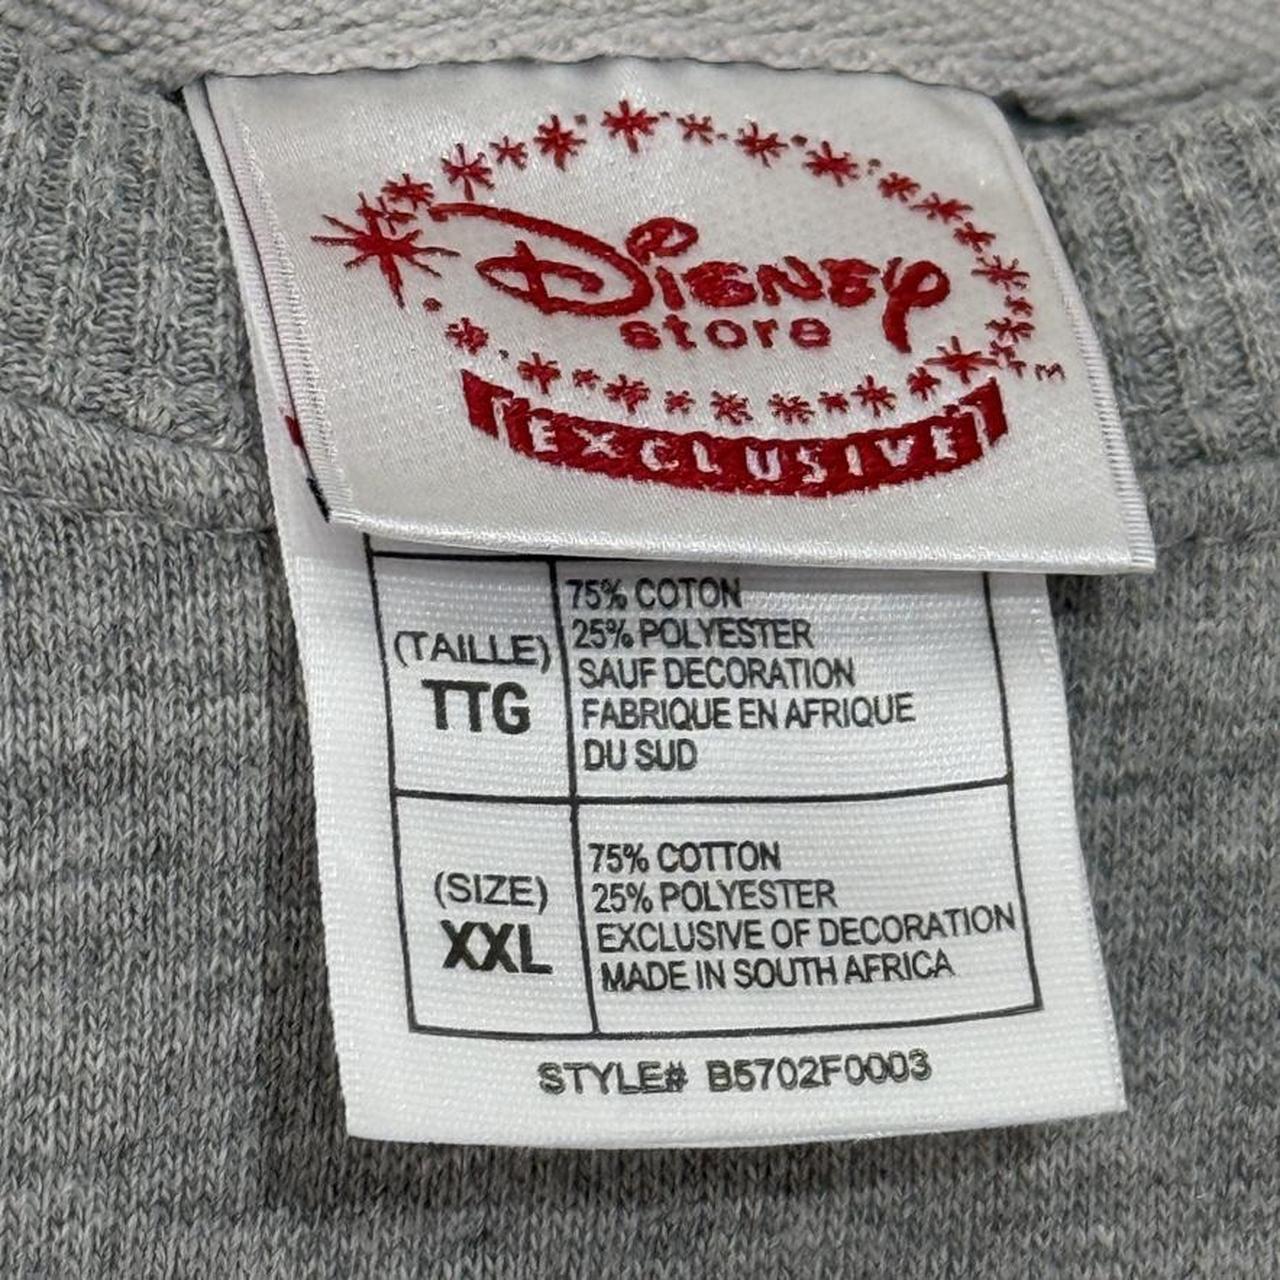 Disney
store
TM
EXCLUSIVE
(TAILLE)
TTG
75% COTON
25% POLYESTER
SAUF DECORATION
FABRIQUE EN AFRIQUE
DU SUD
(SIZE)
XXL
75% COTTON
25% POLYESTER
EXCLUSIVE OF DECORATION
MADE IN SOUTH AFRICA
STYLE# B5702F0003